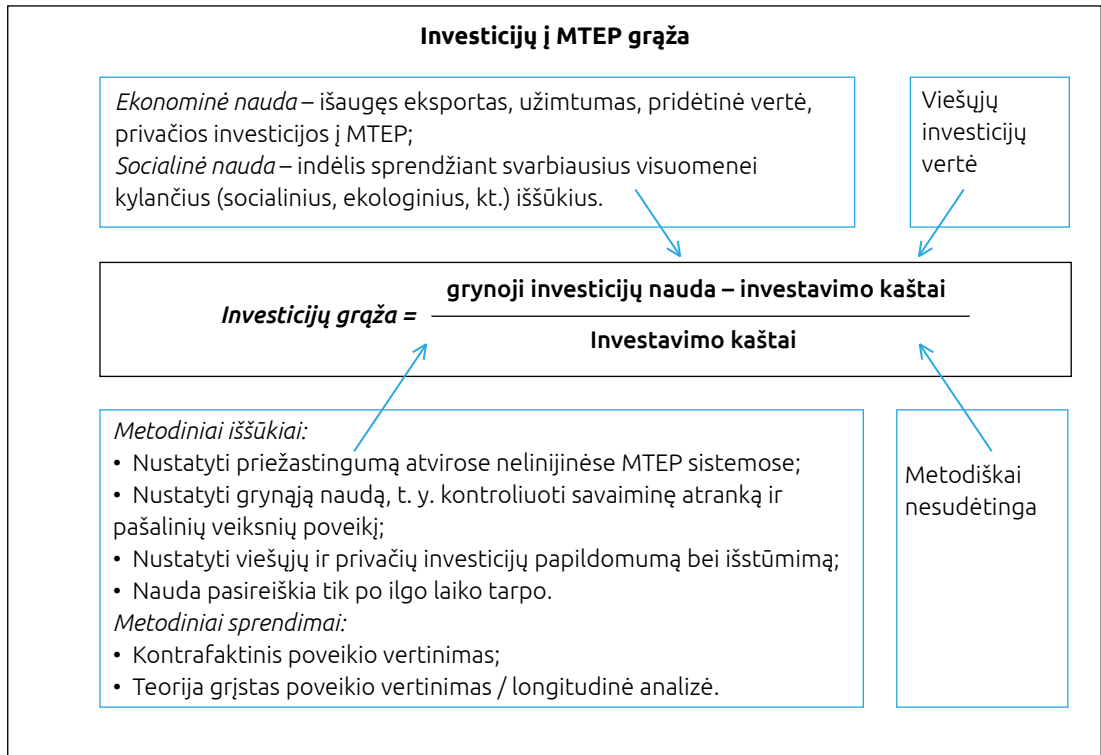 Investicijų į MTEP grąža
Ekonominė nauda – išaugęs eksportas, užimtumas, pridėtinė vertė,
privačios investicijos į MTEP;
Socialinė nauda – indėlis sprendžiant svarbiausius visuomenei
kylančius (socialinius, ekologinius, kt.) iššūkius.
Viešųjų
investicijų
vertė
grynoji investicijų nauda – investavimo kaštai
Investicijų grąža =
Investavimo kaštai
Metodiniai iššūkiai:
• Nustatyti priežastingumą atvirose nelinijinėse MTEP sistemose;
• Nustatyti grynąją naudą, t. y. kontroliuoti savaiminę atranką ir
pašalinių veiksnių poveikį;
• Nustatyti viešųjų ir privačių investicijų papildomumą bei išstūmimą;
• Nauda pasireiškia tik po ilgo laiko tarpo.
Metodiniai sprendimai:
• Kontrafaktinis poveikio vertinimas;
• Teorija grįstas poveikio vertinimas / longitudinė analizė.
Metodiškai
nesudėtinga